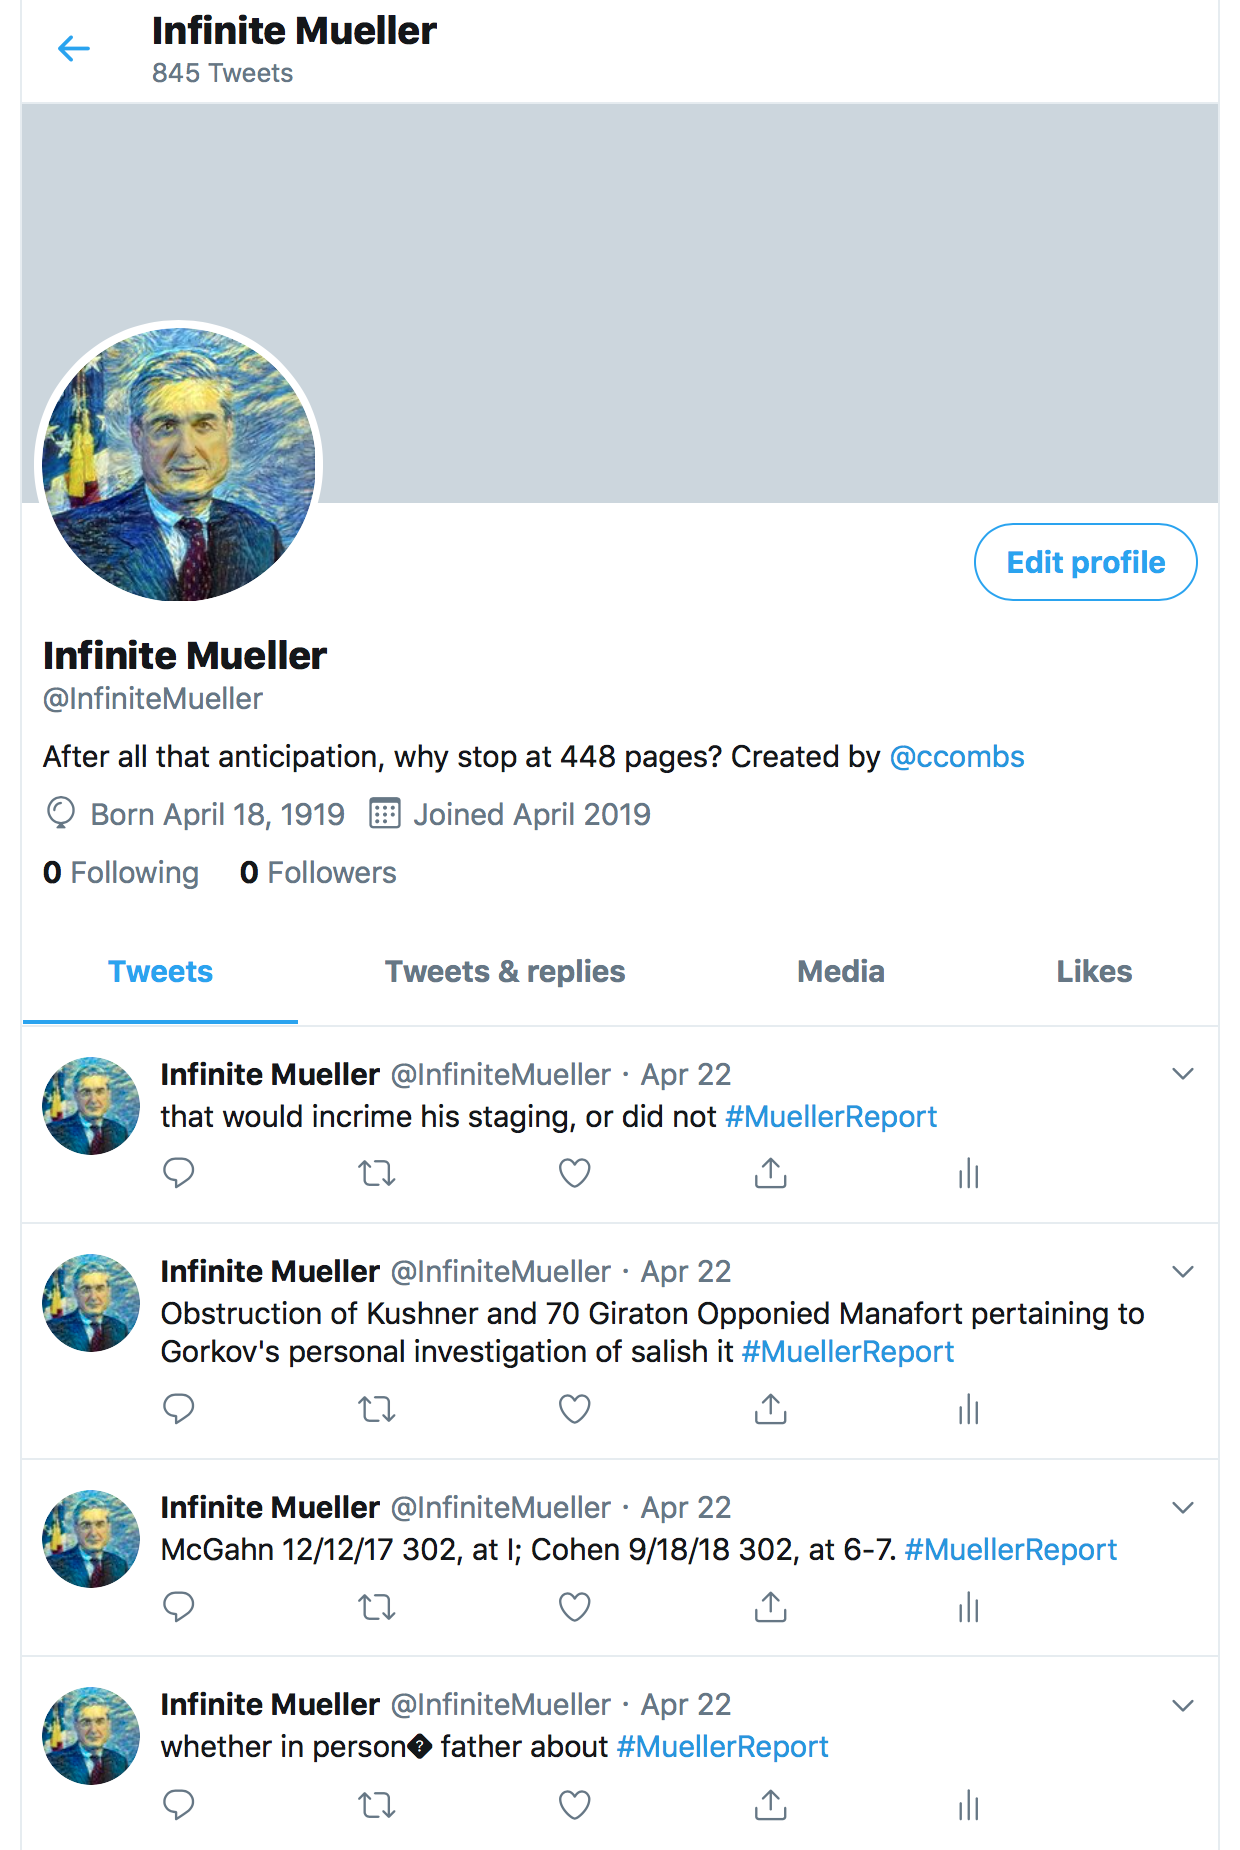 Infinite Mueller
845 Tweets
Edit profile
Infinite Mueller
@InfiniteMueller
After all that anticipation, why stop at 448 pages? Created by @ccombs
Born April 18, 1919 Joined April 2019
0 Following 0 Followers
Tweets Tweets & replies Media Likes
Infinite Mueller @InfiniteMueller · Apr 22
that would incrime his staging, or did not #MuellerReport
Infinite Mueller @InfiniteMueller · Apr 22
Obstruction of Kushner and 70 Giraton Opponied Manafort pertaining to
Gorkov's personal investigation of salish it #MuellerReport
Infinite Mueller @InfiniteMueller · Apr 22
McGahn 12/12/17 302, at I; Cohen 9/18/18 302, at 6-7. #MuellerReport
Infinite Mueller @InfiniteMueller · Apr 22
whether in person� father about #MuellerReport